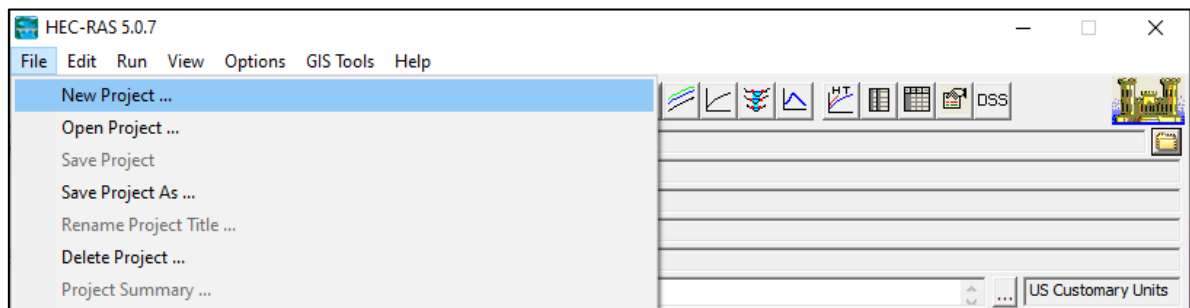 HEC-RAS 5.0.7
File Edit Run View Options GIS Tools Help
New Project ...
HT DSS
Open Project ...
Save Project
Save Project As ...
Rename Project Title ...
Delete Project ...
Project Summary ...
... US Customary Units